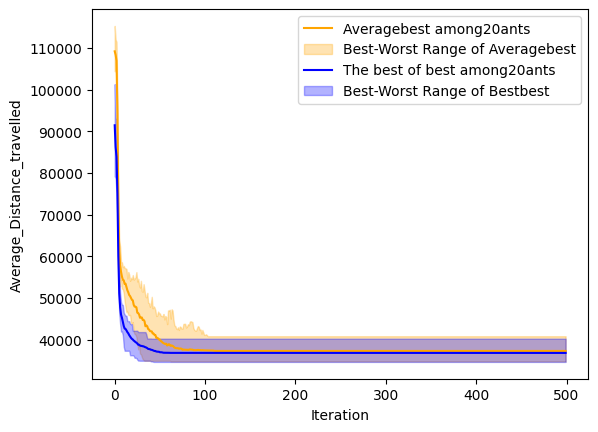 Averagebest among20ants
Best-Worst Range of Averagebest
The best of best among20ants
Best-Worst Range of Bestbest
Average_Distance_travelled
110000
100000
90000
80000
70000
60000
50000
40000
0 100 200 300 400 500
Iteration